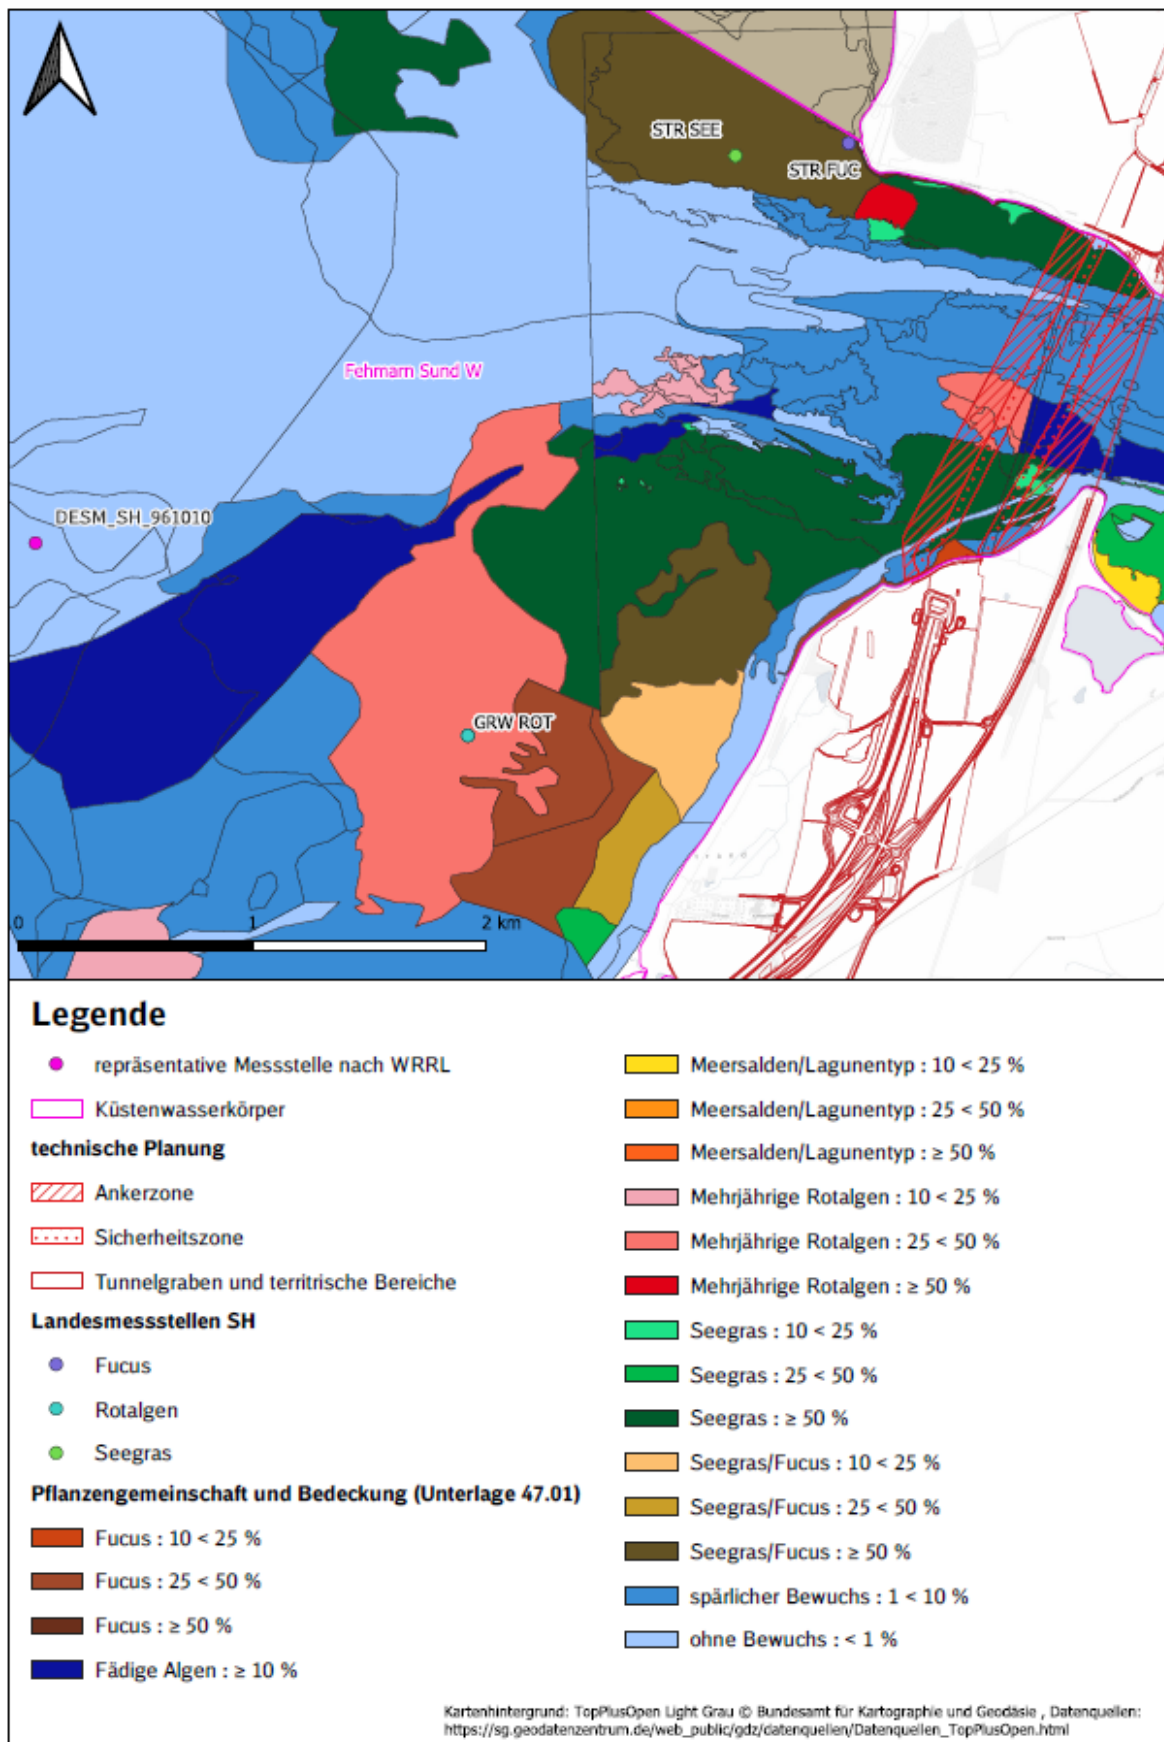 STR SEE
STR FUC
Fehmarn Sund W
DESM_SH_961010
GRW ROT
0 1 2 km
Legende
repräsentative Messstelle nach WRRL
Küstenwasserkörper
technische Planung
Ankerzone
Sicherheitszone
Tunnelgraben und territrische Bereiche
Landesmessstellen SH
Fucus
Rotalgen
Seegras
Pflanzengemeinschaft und Bedeckung (Unterlage 47.01)
Fucus : 10 < 25 %
Fucus : 25 < 50 %
Fucus : ≥ 50 %
Fädige Algen : ≥ 10 %
Meersalden/Lagunentyp : 10 < 25 %
Meersalden/Lagunentyp : 25 < 50 %
Meersalden/Lagunentyp : ≥ 50 %
Mehrjährige Rotalgen : 10 < 25 %
Mehrjährige Rotalgen : 25 < 50 %
Mehrjährige Rotalgen : ≥ 50 %
Seegras : 10 < 25 %
Seegras : 25 < 50 %
Seegras : ≥ 50 %
Seegras/Fucus : 10 < 25 %
Seegras/Fucus : 25 < 50 %
Seegras/Fucus : ≥ 50 %
spärlicher Bewuchs : 1 < 10 %
ohne Bewuchs : < 1 %
Kartenhintergrund: TopPlusOpen Light Grau © Bundesamt für Kartographie und Geodäsie , Datenquellen:
https://sg.geodatenzentrum.de/web_public/gdz/datenquellen/Datenquellen_TopPlusOpen.html